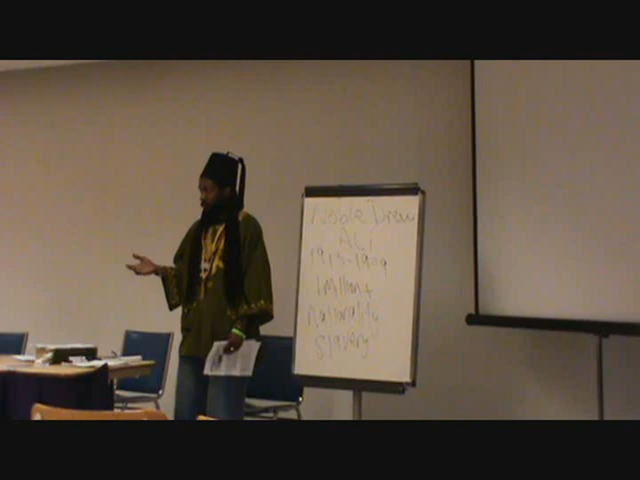 Noble Drew
ALI
1913-1929
1 million +
Nationality
Slavery